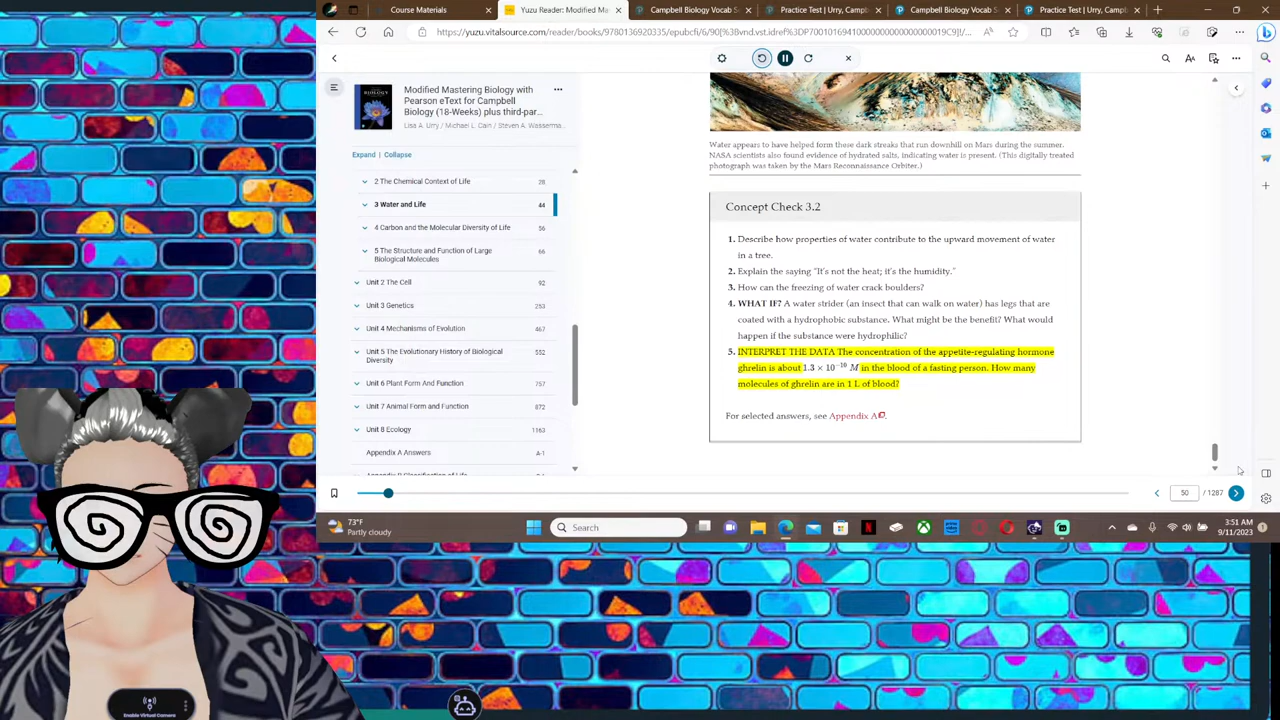 Course Materials
Yuzu Reader: Modified Ma
Campbell Biology Vocab S
Practice Test | Urry, Campb
Campbell Biology Vocab S
Practice Test | Urry, Camp
https://yuzu.vitalsource.com/reader/books/9780136920335/epubcfi/6/90[%3Bvnd.vst.idref%3DP700101694100000000000000000019C9]!/...
Modified Mastering Biology with
Pearson eText for Campbell
Biology (18-Weeks) plus third-par...
Lisa A. Urry / Michael L. Cain / Steven A. Wasserma...
Expand | Collapse
2 The Chemical Context of Life 28
3 Water and Life 44
4 Carbon and the Molecular Diversity of Life 56
5 The Structure and Function of Large
Biological Molecules 66
Unit 2 The Cell 92
Unit 3 Genetics 253
Unit 4 Mechanisms of Evolution 467
Unit 5 The Evolutionary History of Biological
Diversity 552
Unit 6 Plant Form And Function 757
Unit 7 Animal Form and Function 872
Unit 8 Ecology 1163
Appendix A Answers A-1
Water appears to have helped form these dark streaks that run downhill on Mars during the summer.
NASA scientists also found evidence of hydrated salts, indicating water is present. (This digitally treated
photograph was taken by the Mars Reconnaissance Orbiter.)
Concept Check 3.2
1. Describe how properties of water contribute to the upward movement of water
in a tree.
2. Explain the saying "It's not the heat; it's the humidity."
3. How can the freezing of water crack boulders?
4. WHAT IF? A water strider (an insect that can walk on water) has legs that are
coated with a hydrophobic substance. What might be the benefit? What would
happen if the substance were hydrophilic?
5. INTERPRET THE DATA The concentration of the appetite-regulating hormone
ghrelin is about 1.3 × 10⁻¹⁰ M in the blood of a fasting person. How many
molecules of ghrelin are in 1 L of blood?
For selected answers, see Appendix A.
50 / 1287
73°F
Partly cloudy
Search
3:51 AM
9/11/2023
Enable Virtual Camera